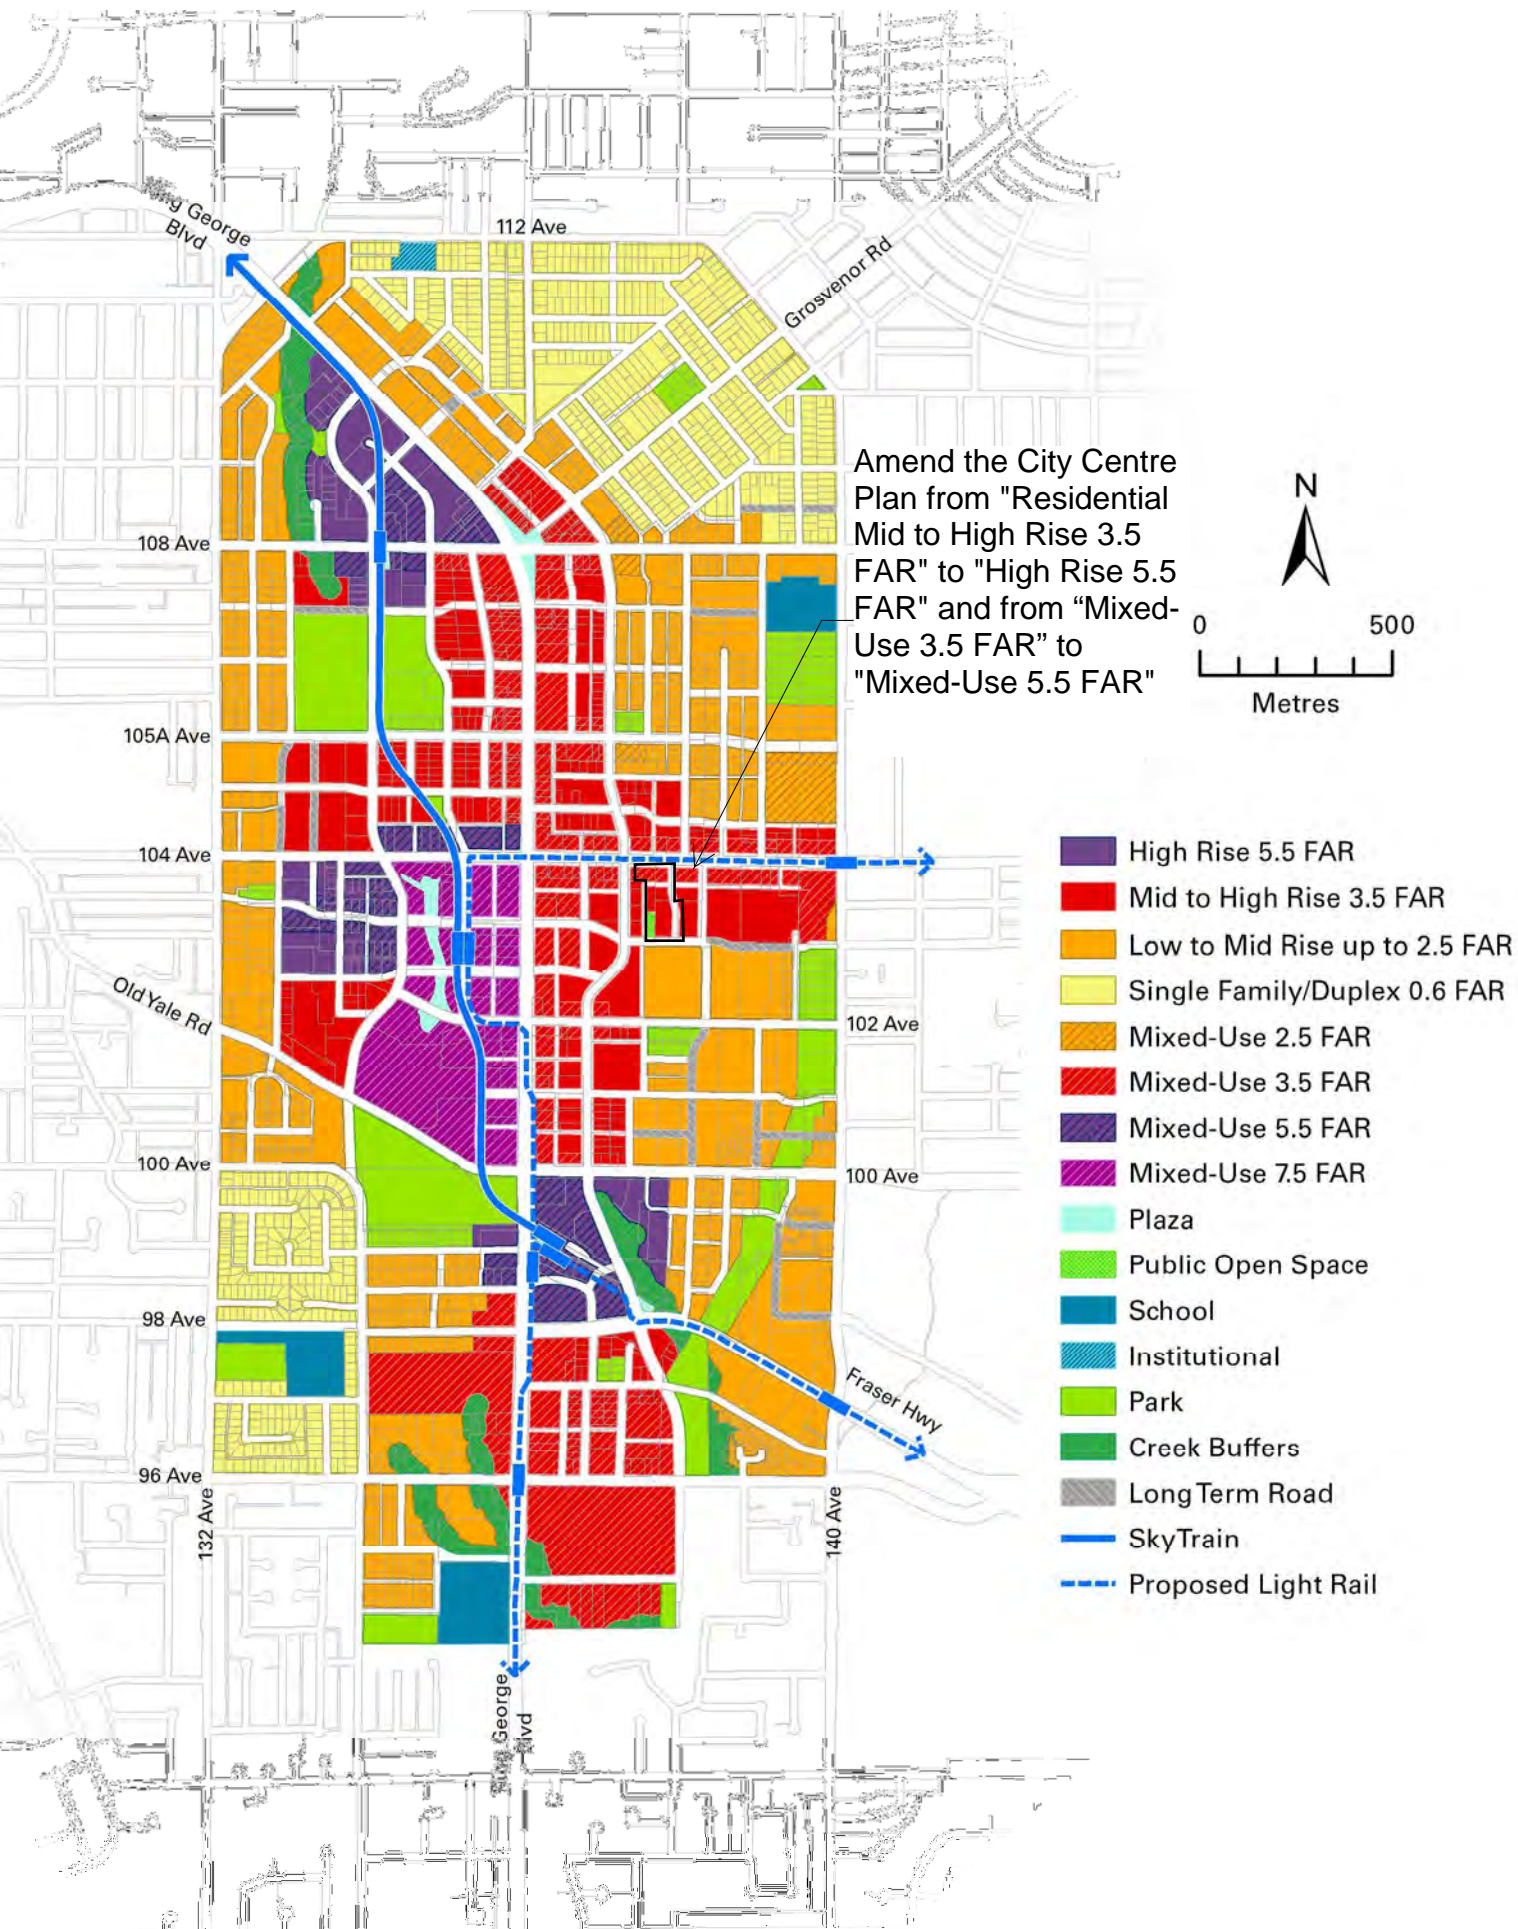 King George
Blvd
112 Ave
Grosvenor Rd
Amend the City Centre
Plan from "Residential
Mid to High Rise 3.5
FAR" to "High Rise 5.5
FAR" and from “Mixed-
Use 3.5 FAR” to
"Mixed-Use 5.5 FAR"
N
0 500
Metres
108 Ave
105A Ave
104 Ave
Old Yale Rd
102 Ave
100 Ave
100 Ave
98 Ave
Fraser Hwy
96 Ave
132 Ave
140 Ave
King George
Blvd
High Rise 5.5 FAR
Mid to High Rise 3.5 FAR
Low to Mid Rise up to 2.5 FAR
Single Family/Duplex 0.6 FAR
Mixed-Use 2.5 FAR
Mixed-Use 3.5 FAR
Mixed-Use 5.5 FAR
Mixed-Use 7.5 FAR
Plaza
Public Open Space
School
Institutional
Park
Creek Buffers
Long Term Road
SkyTrain
Proposed Light Rail